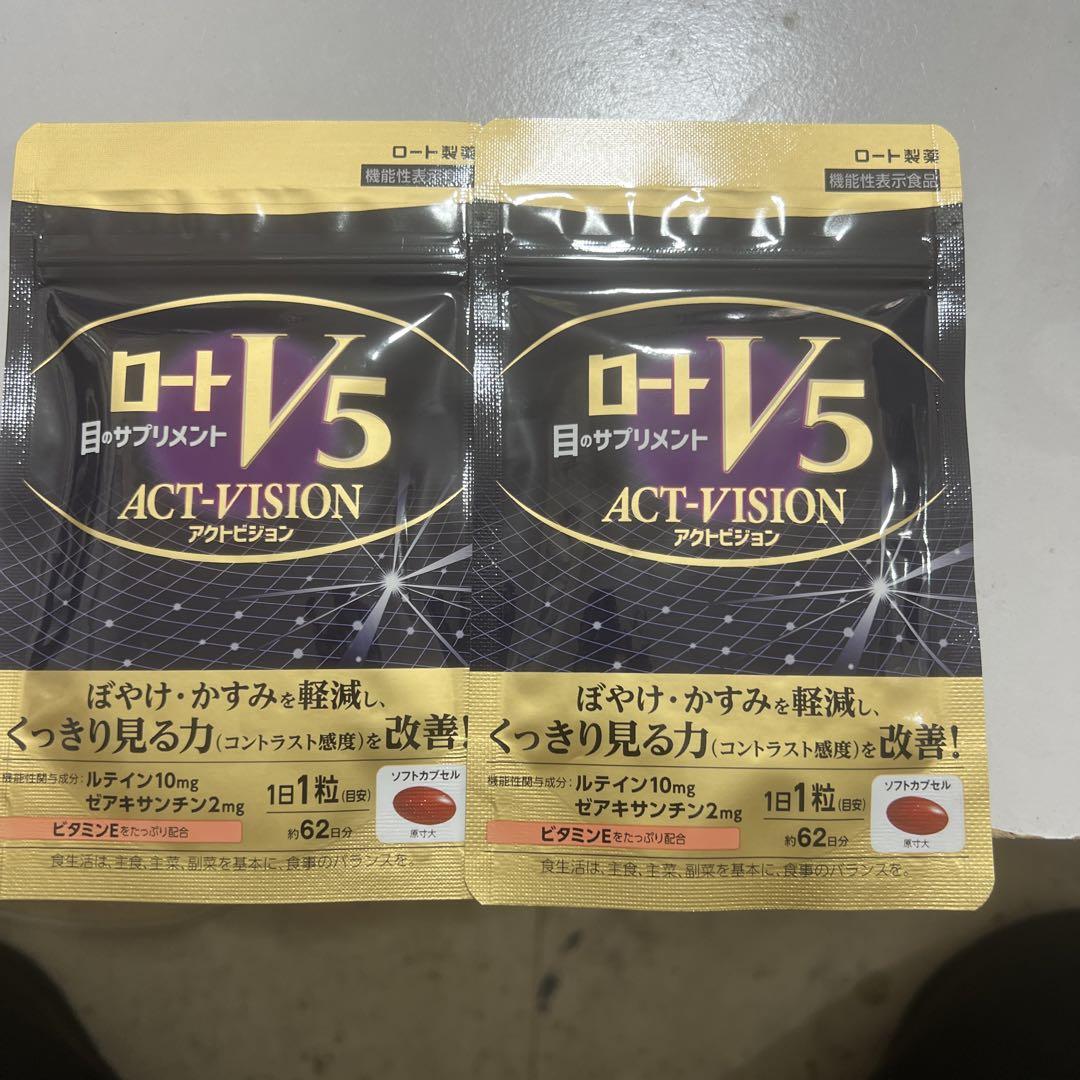 ロート製薬
機能性表示食品
ロートV5
目のサプリメント
ACT-VISION
アクトビジョン
ぼやけ・かすみを軽減し、
くっきり見る力(コントラスト感度)を改善!
機能性関与成分:ルテイン10mg
ゼアキサンチン2mg
1日1粒(目安)
約62日分
ソフトカプセル
原寸大
ビタミンEをたっぷり配合
食生活は、主食、主菜、副菜を基本に、食事のバランスを。
ロート製薬
機能性表示食品
ロートV5
目のサプリメント
ACT-VISION
アクトビジョン
ぼやけ・かすみを軽減し、
くっきり見る力(コントラスト感度)を改善!
機能性関与成分:ルテイン10mg
ゼアキサンチン2mg
1日1粒(目安)
約62日分
ソフトカプセル
原寸大
ビタミンEをたっぷり配合
食生活は、主食、主菜、副菜を基本に、食事のバランスを。